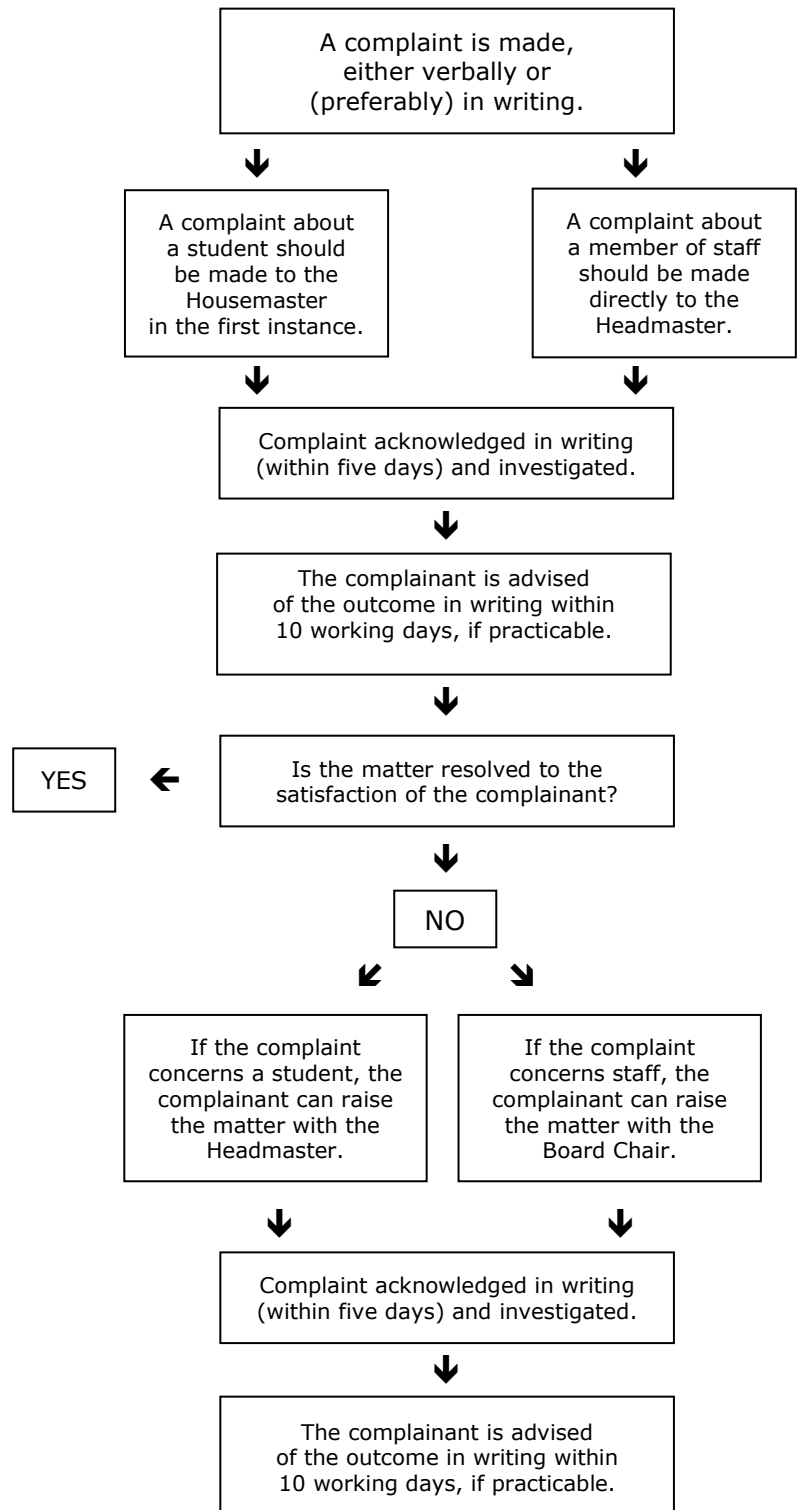 A complaint is made,
either verbally or
(preferably) in writing.
A complaint about
a student should
be made to the
Housemaster
in the first instance.
A complaint about
a member of staff
should be made
directly to the
Headmaster.
Complaint acknowledged in writing
(within five days) and investigated.
The complainant is advised
of the outcome in writing within
10 working days, if practicable.
Is the matter resolved to the
satisfaction of the complainant?
YES
NO
If the complaint
concerns a student, the
complainant can raise
the matter with the
Headmaster.
If the complaint
concerns staff, the
complainant can raise
the matter with the
Board Chair.
Complaint acknowledged in writing
(within five days) and investigated.
The complainant is advised
of the outcome in writing within
10 working days, if practicable.